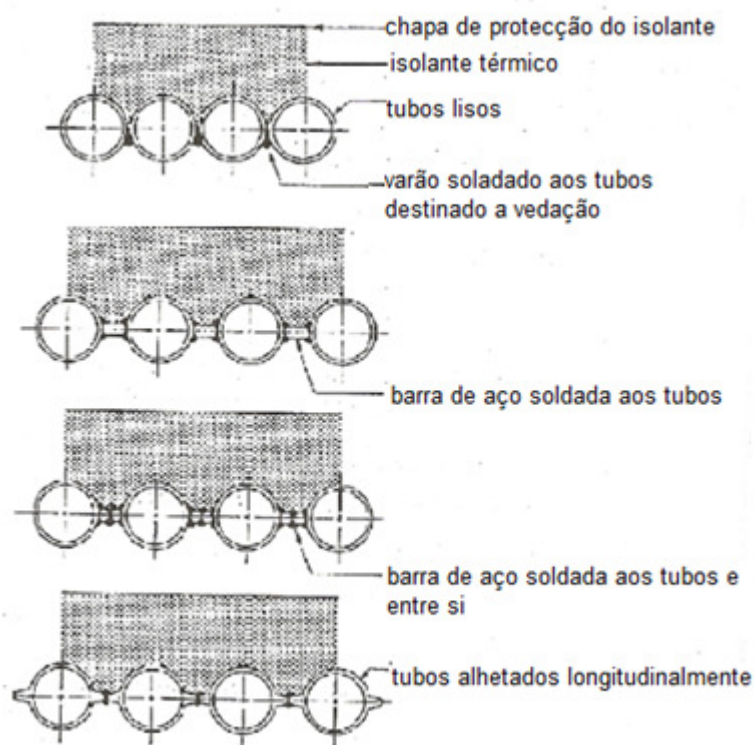 chapa de protecção do isolante
isolante térmico
tubos lisos
varão soladado aos tubos
destinado a vedação
barra de aço soldada aos tubos
barra de aço soldada aos tubos e
entre si
tubos alhetados longitudinalmente